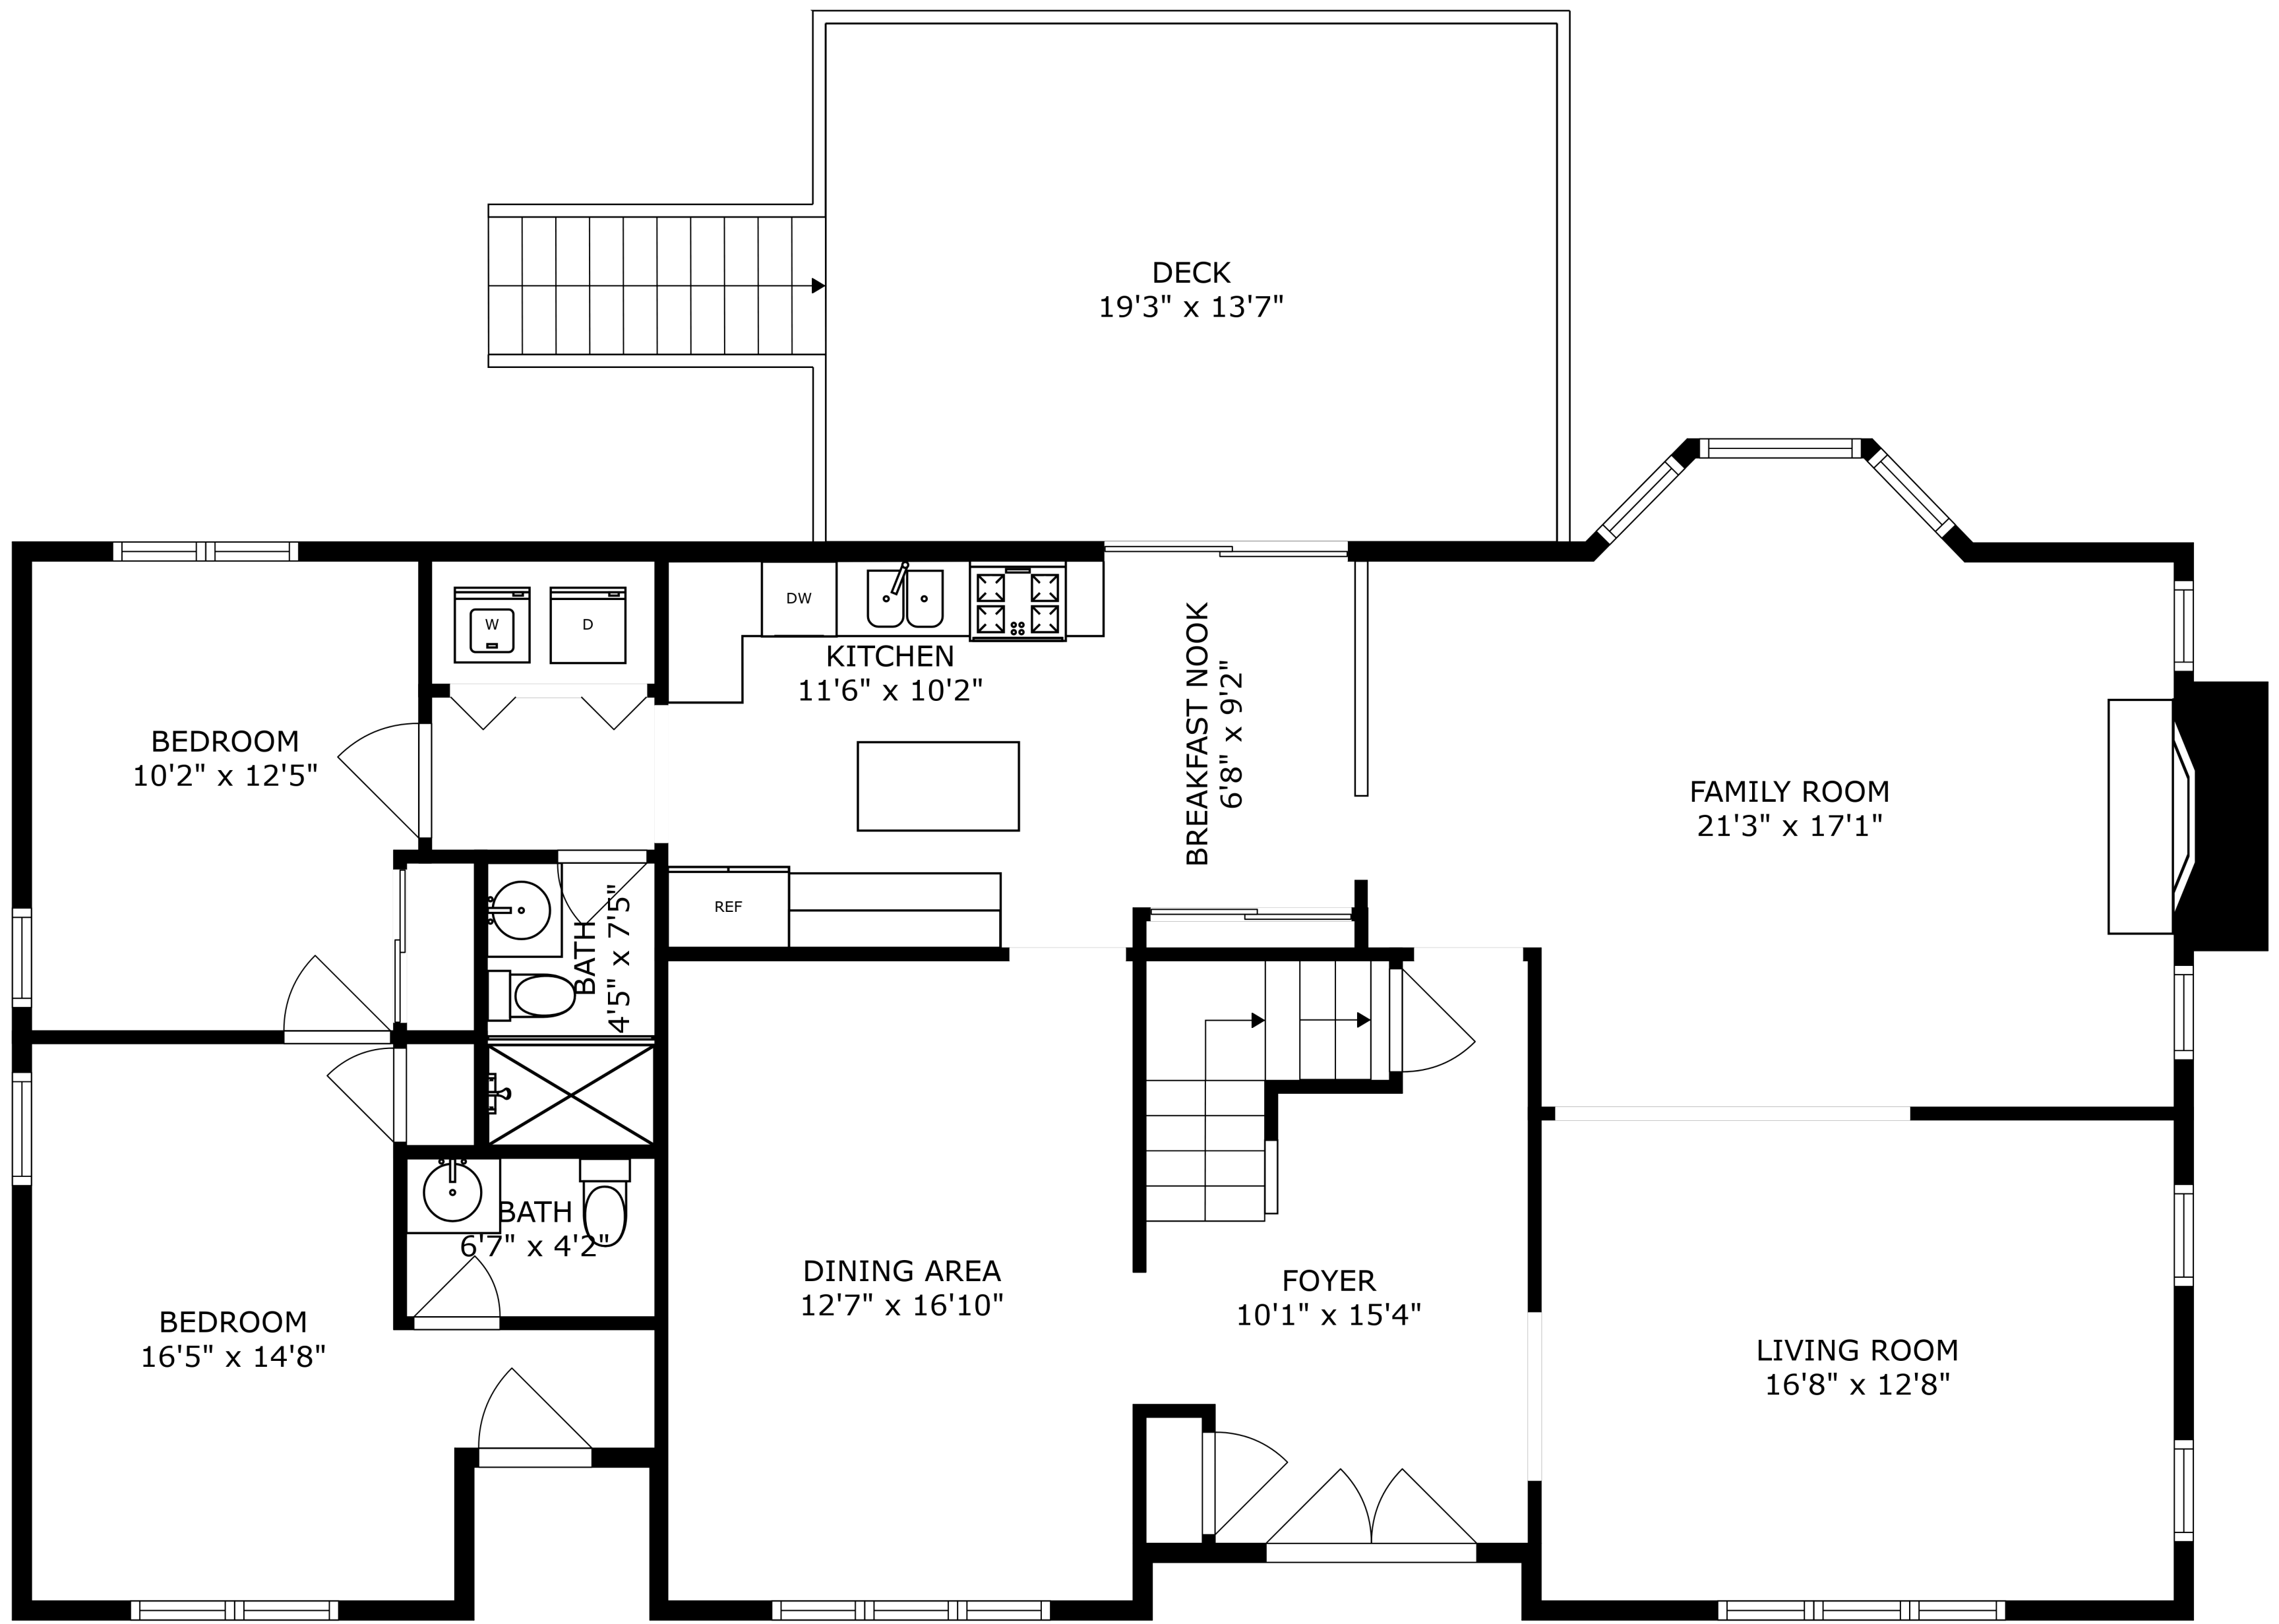 DECK
19'3" x 13'7"
W
D
DW
KITCHEN
11'6" x 10'2"
BREAKFAST NOOK
6'8" x 9'2"
BEDROOM
10'2" x 12'5"
FAMILY ROOM
21'3" x 17'1"
REF
BATH
4'5" x 7'5"
BATH
6'7" x 4'2"
DINING AREA
12'7" x 16'10"
FOYER
10'1" x 15'4"
BEDROOM
16'5" x 14'8"
LIVING ROOM
16'8" x 12'8"